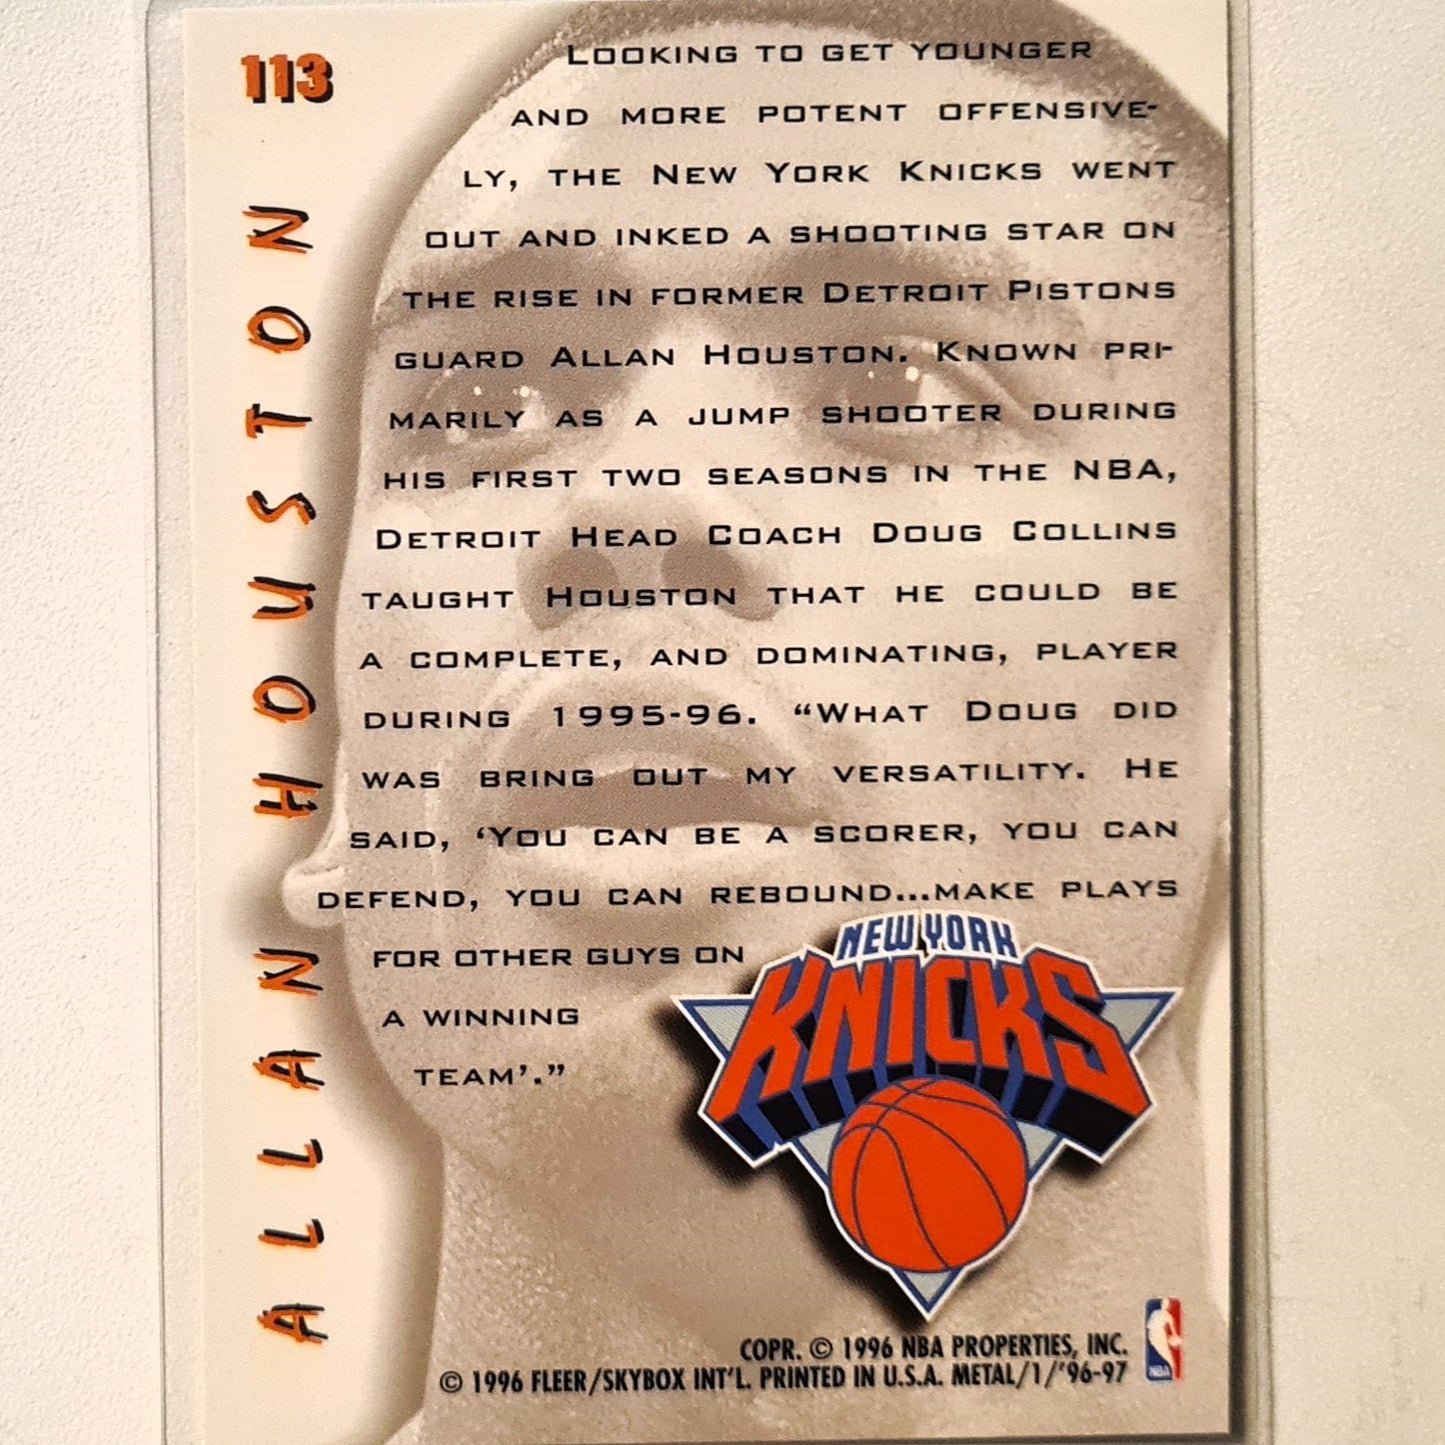 113
ALLAN HOUSTON
LOOKING TO GET YOUNGER
AND MORE POTENT OFFENSIVE-
LY, THE NEW YORK KNICKS WENT
OUT AND INKED A SHOOTING STAR ON
THE RISE IN FORMER DETROIT PISTONS
GUARD ALLAN HOUSTON. KNOWN PRI-
MARILY AS A JUMP SHOOTER DURING
HIS FIRST TWO SEASONS IN THE NBA,
DETROIT HEAD COACH DOUG COLLINS
TAUGHT HOUSTON THAT HE COULD BE
A COMPLETE, AND DOMINATING, PLAYER
DURING 1995-96. “WHAT DOUG DID
WAS BRING OUT MY VERSATILITY. HE
SAID, ‘YOU CAN BE A SCORER, YOU CAN
DEFEND, YOU CAN REBOUND...MAKE PLAYS
FOR OTHER GUYS ON
A WINNING
TEAM’.”
NEW YORK
KNICKS
COPR. © 1996 NBA PROPERTIES, INC.
© 1996 FLEER/SKYBOX INT'L. PRINTED IN U.S.A. METAL/1/'96-97
NBA